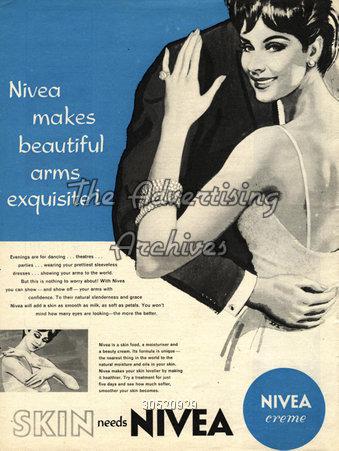 Nivea
makes
beautiful
arms
exquisite!
The Advertising
Archives
Evenings are for dancing . . . theatres . . .
parties . . . wearing your prettiest sleeveless
dresses . . . showing your arms to the world.
But this is nothing to worry about! With Nivea
you can show — and show off — your arms with
confidence. To their natural slenderness and grace
Nivea will add a skin as smooth as milk, as soft as petals. You won't
mind how many eyes are looking—the more the better.
Nivea is a skin food, a moisturiser and
a beauty cream. Its formula is unique—
the nearest thing in the world to the
natural moisture and oils in your skin.
Nivea makes your skin lovelier by making
it healthier. Try a treatment for just
five days and see how much softer,
smoother your skin becomes.
30530939
SKIN needs NIVEA
NIVEA
creme